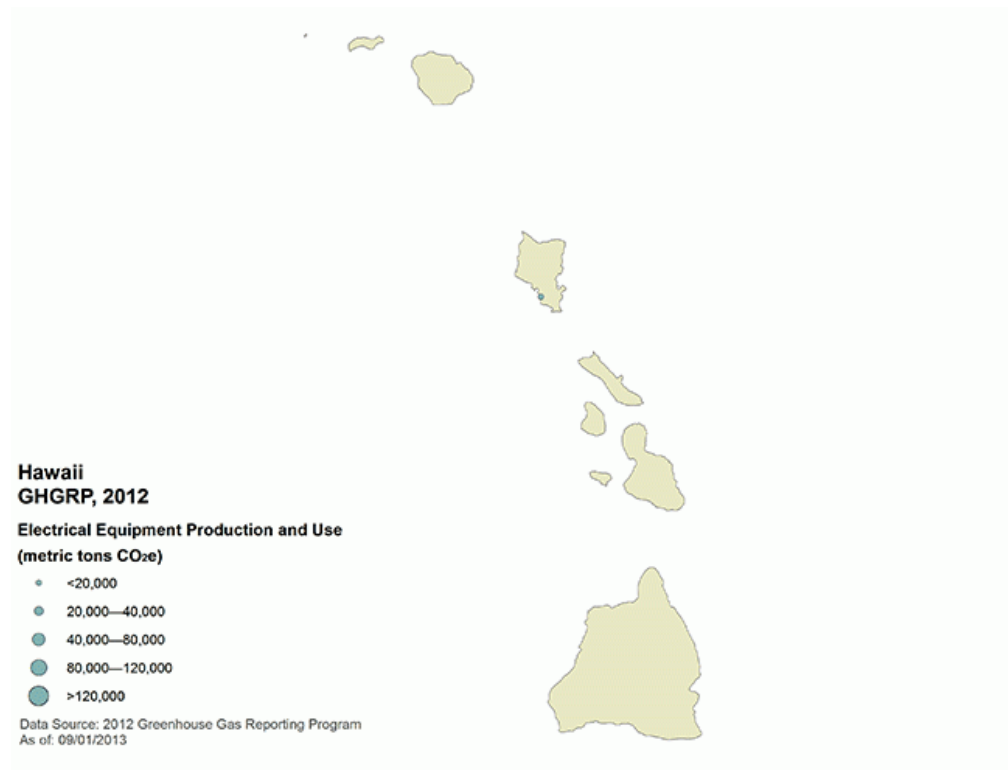 Hawaii
GHGRP, 2012
Electrical Equipment Production and Use
(metric tons CO₂e)
<20,000
20,000—40,000
40,000—80,000
80,000—120,000
>120,000
Data Source: 2012 Greenhouse Gas Reporting Program
As of: 09/01/2013